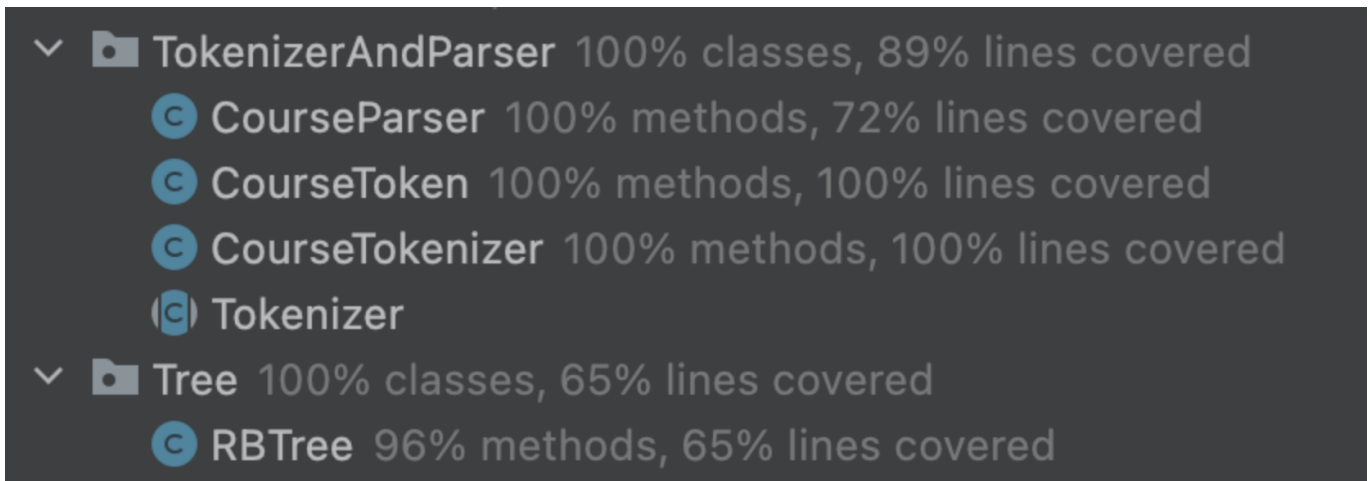 TokenizerAndParser 100% classes, 89% lines covered
CourseParser 100% methods, 72% lines covered
CourseToken 100% methods, 100% lines covered
CourseTokenizer 100% methods, 100% lines covered
Tokenizer
Tree 100% classes, 65% lines covered
RBTree 96% methods, 65% lines covered